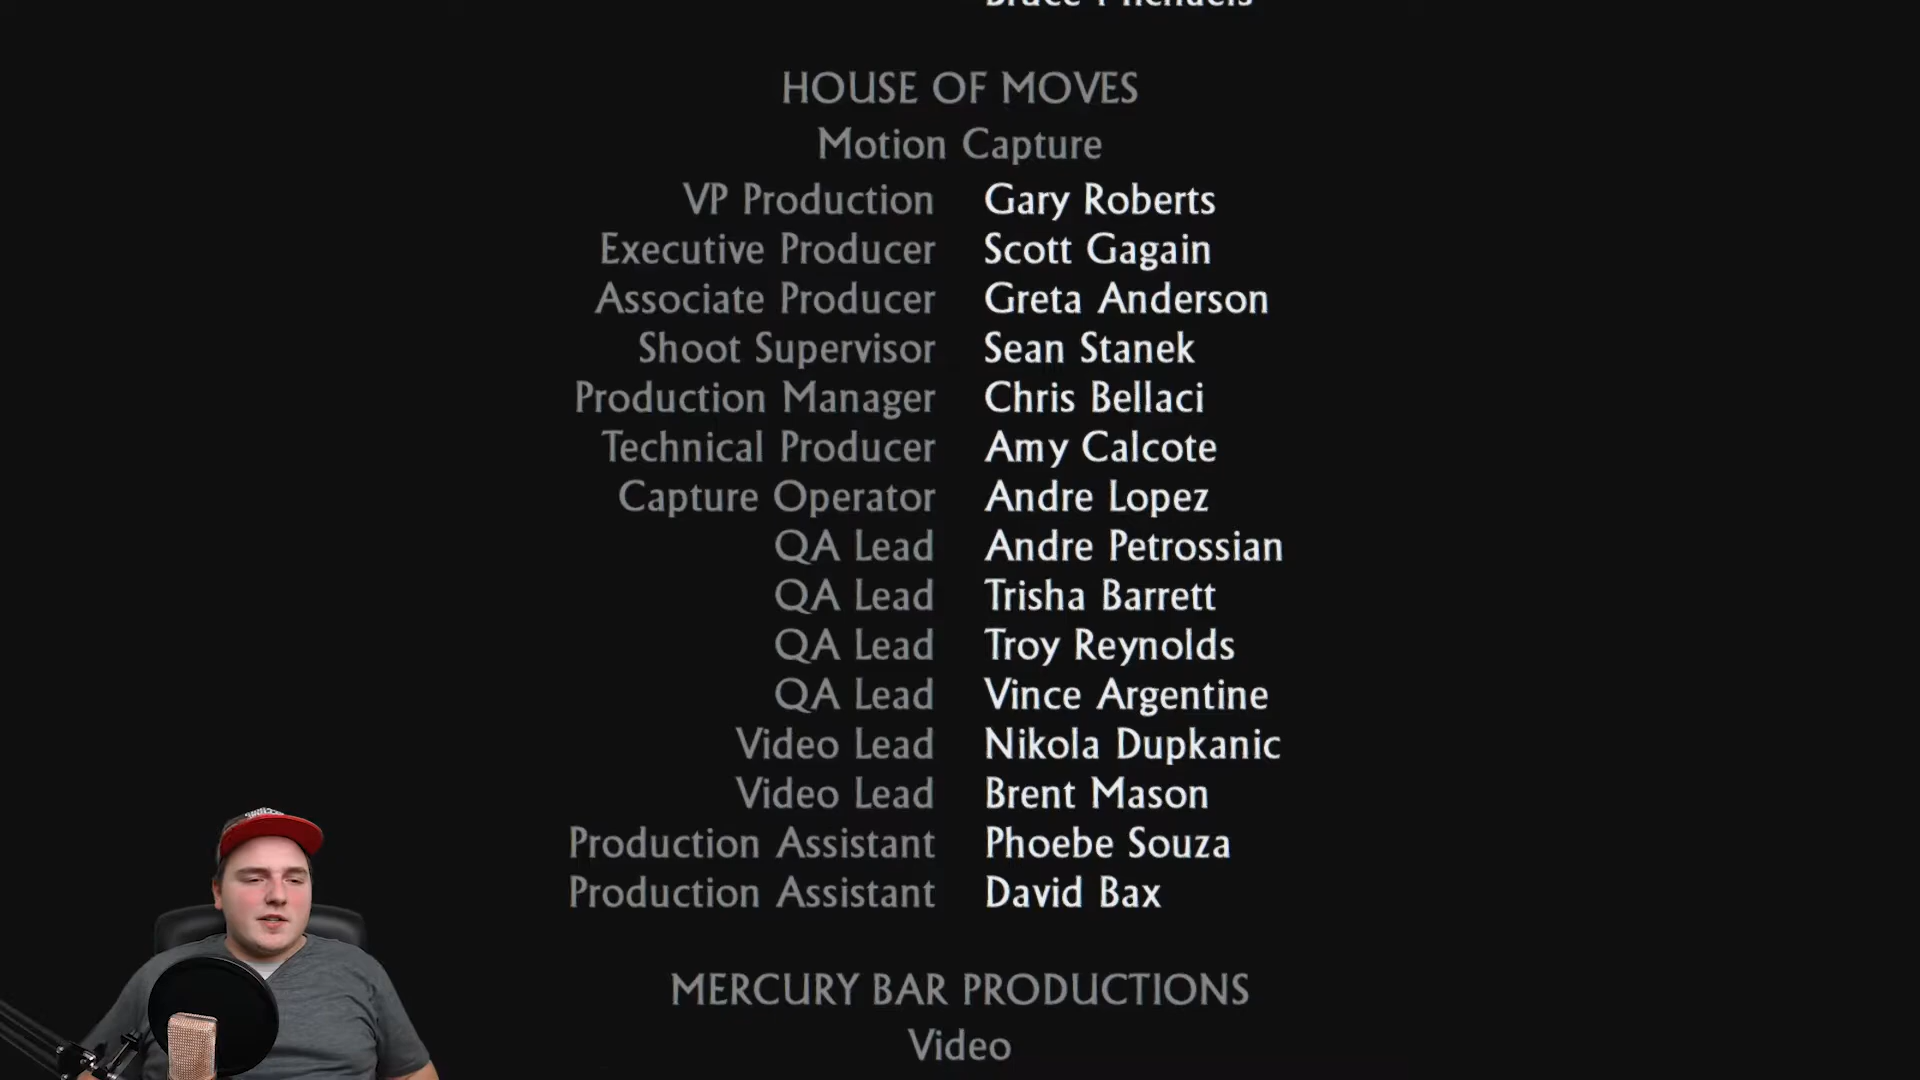 HOUSE OF MOVES
Motion Capture
VP Production Gary Roberts
Executive Producer Scott Gagain
Associate Producer Greta Anderson
Shoot Supervisor Sean Stanek
Production Manager Chris Bellaci
Technical Producer Amy Calcote
Capture Operator Andre Lopez
QA Lead Andre Petrossian
QA Lead Trisha Barrett
QA Lead Troy Reynolds
QA Lead Vince Argentine
Video Lead Nikola Dupkanic
Video Lead Brent Mason
Production Assistant Phoebe Souza
Production Assistant David Bax
MERCURY BAR PRODUCTIONS
Video